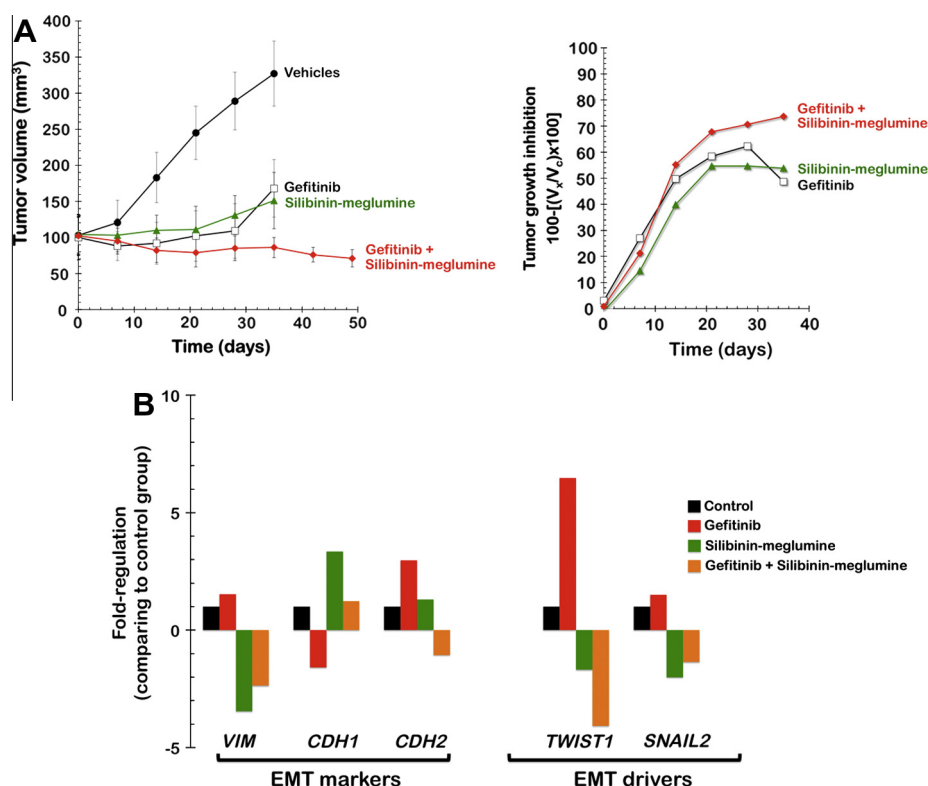 A
Tumor volume (mm³)
400
350
300
250
200
150
100
50
0
0
10
20
30
40
50
Time (days)
Vehicles
Gefitinib
Silibinin-meglumine
Gefitinib +
Silibinin-meglumine
Tumor growth inhibition
100-[(Vx/Vc)x100]
100
90
80
70
60
50
40
30
20
10
0
0
10
20
30
40
Time (days)
Gefitinib +
Silibinin-meglumine
Silibinin-meglumine
Gefitinib
B
Fold-regulation
(comparing to control group)
10
5
0
-5
Control
Gefitinib
Silibinin-meglumine
Gefitinib + Silibinin-meglumine
VIM
CDH1
CDH2
TWIST1
SNAIL2
EMT markers
EMT drivers